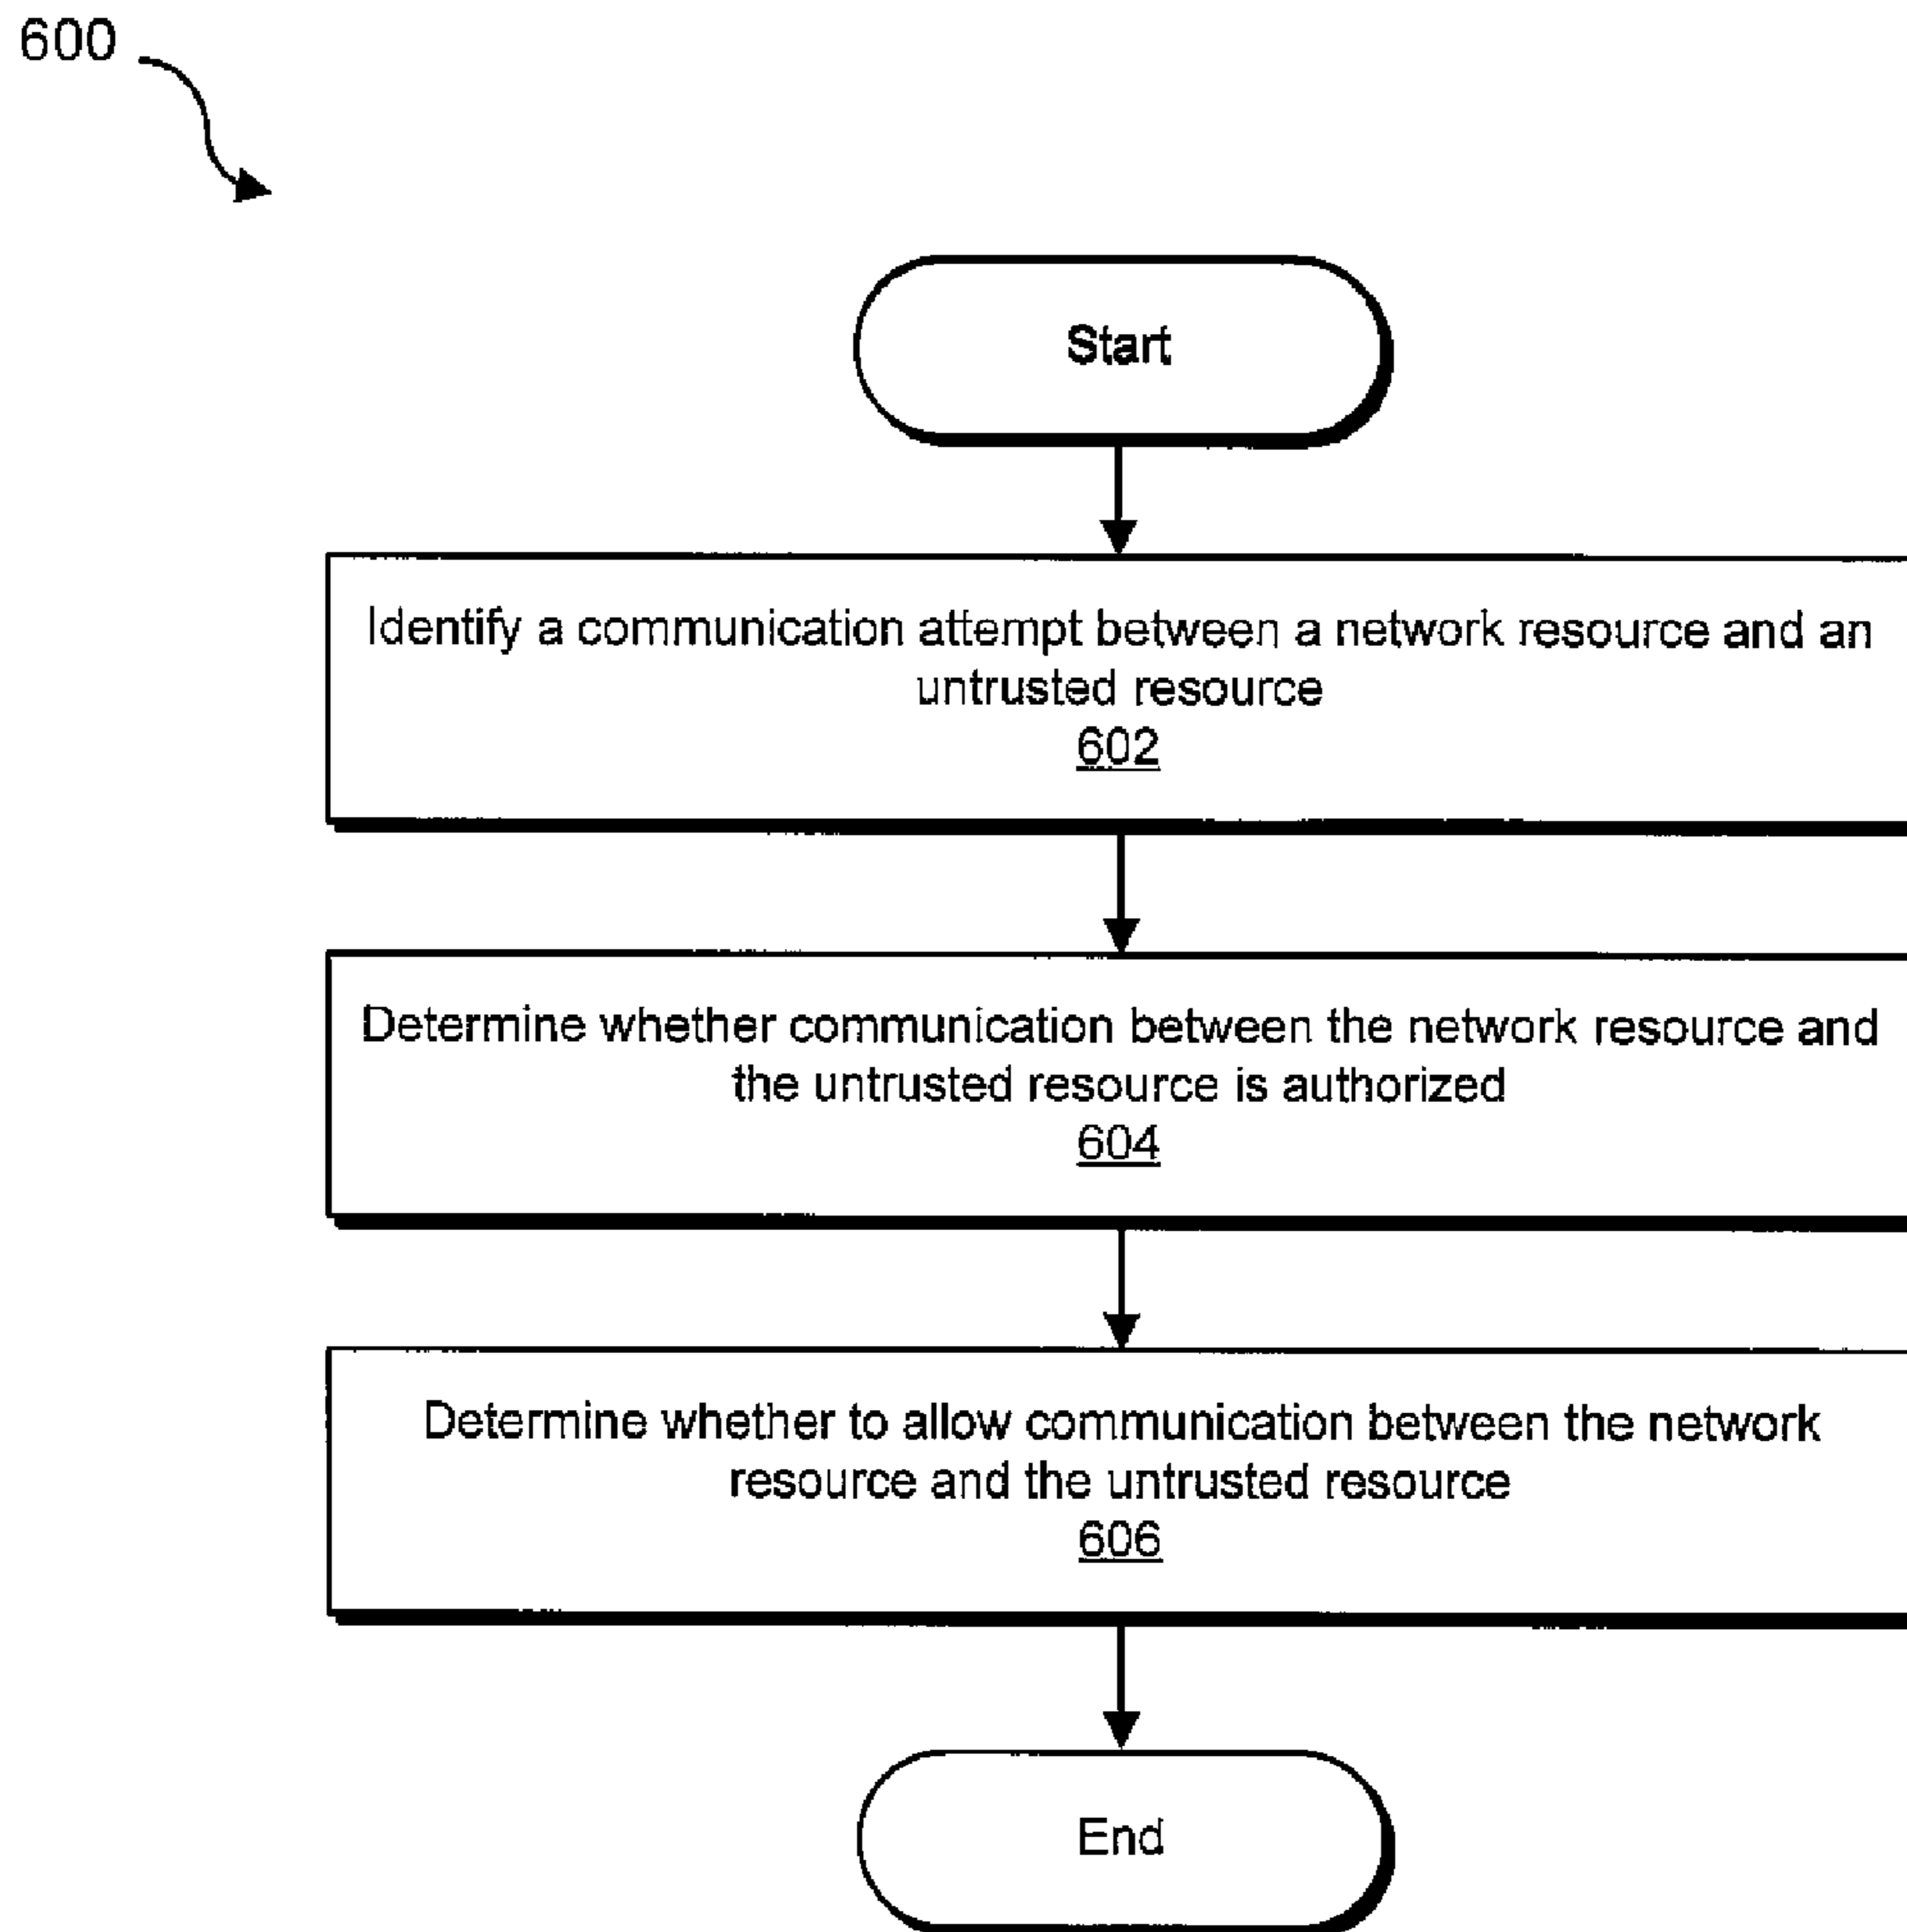 600
Start
Identify a communication attempt between a network resource and an
untrusted resource
602
Determine whether communication between the network resource and
the untrusted resource is authorized
604
Determine whether to allow communication between the network
resource and the untrusted resource
606
End